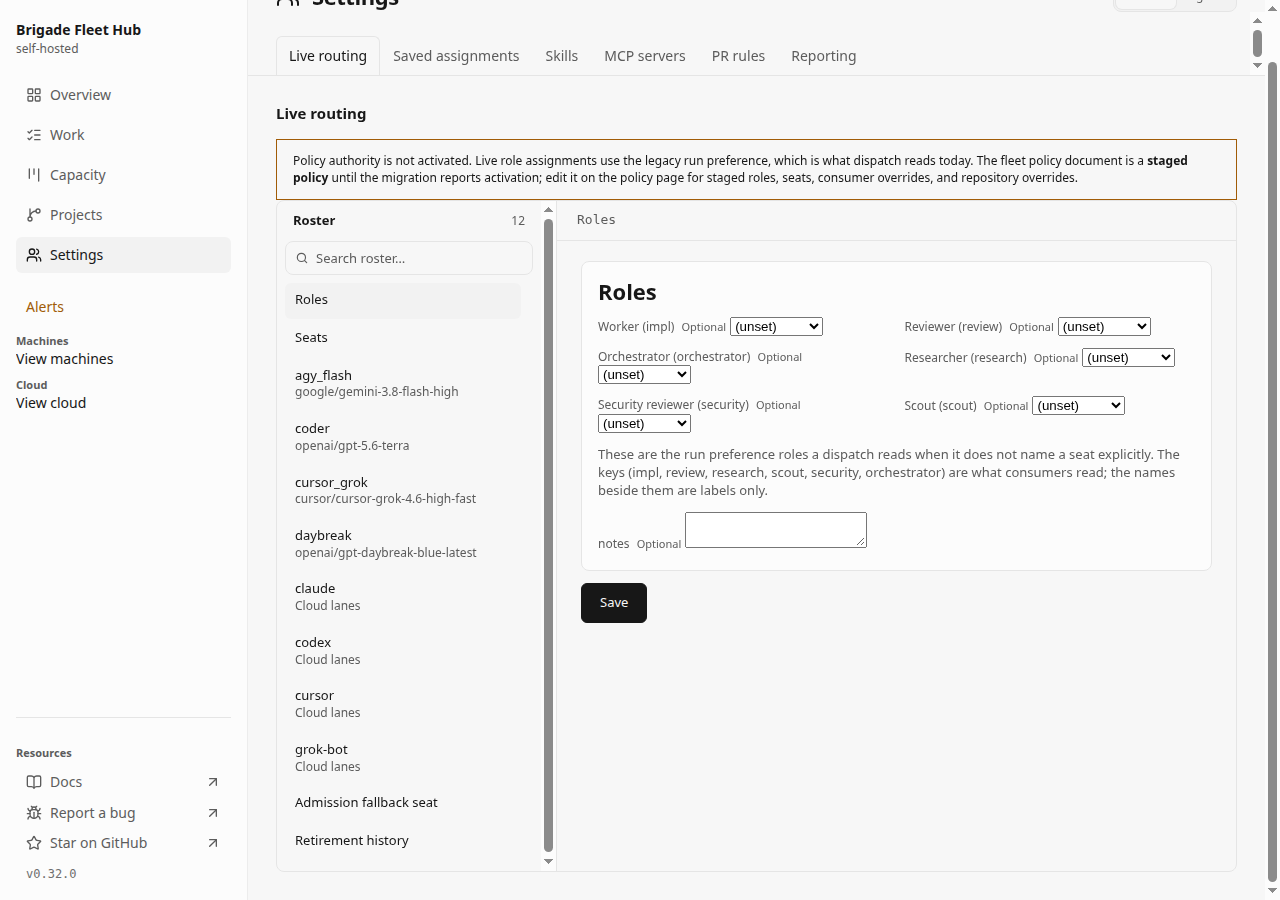 Brigade Fleet Hub
self-hosted
Overview
Work
Capacity
Projects
Settings
Alerts
Machines
View machines
Cloud
View cloud
Resources
Docs
Report a bug
Star on GitHub
v0.32.0
Settings
Live routing
Saved assignments
Skills
MCP servers
PR rules
Reporting
Live routing
Policy authority is not activated. Live role assignments use the legacy run preference, which is what dispatch reads today. The fleet policy document is a staged
policy until the migration reports activation; edit it on the policy page for staged roles, seats, consumer overrides, and repository overrides.
Roster 12
Search roster...
Roles
Seats
agy_flash
google/gemini-3.8-flash-high
coder
openai/gpt-5.6-terra
cursor_grok
cursor/cursor-grok-4.6-high-fast
daybreak
openai/gpt-daybreak-blue-latest
claude
Cloud lanes
codex
Cloud lanes
cursor
Cloud lanes
grok-bot
Cloud lanes
Admission fallback seat
Retirement history
Roles
Roles
Worker (impl) Optional (unset)
Reviewer (review) Optional (unset)
Orchestrator (orchestrator) Optional
(unset)
Researcher (research) Optional (unset)
Security reviewer (security) Optional
(unset)
Scout (scout) Optional (unset)
These are the run preference roles a dispatch reads when it does not name a seat explicitly. The
keys (impl, review, research, scout, security, orchestrator) are what consumers read; the names
beside them are labels only.
notes Optional
Save